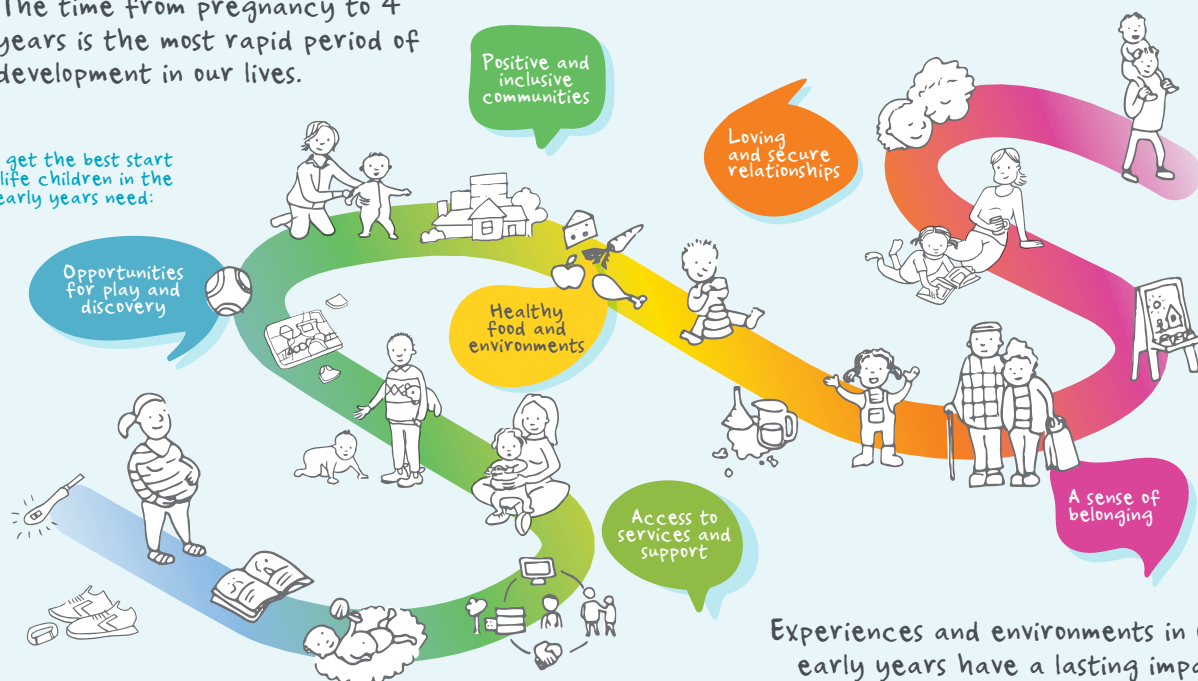 The time from pregnancy to 4
years is the most rapid period of
development in our lives.
get the best start
life children in the
early years need:
Positive and
inclusive
communities
Loving
and secure
relationships
Opportunities
for play and
discovery
Healthy
food and
environments
Access to
services and
support
A sense of
belonging
Experiences and environments in
early years have a lasting